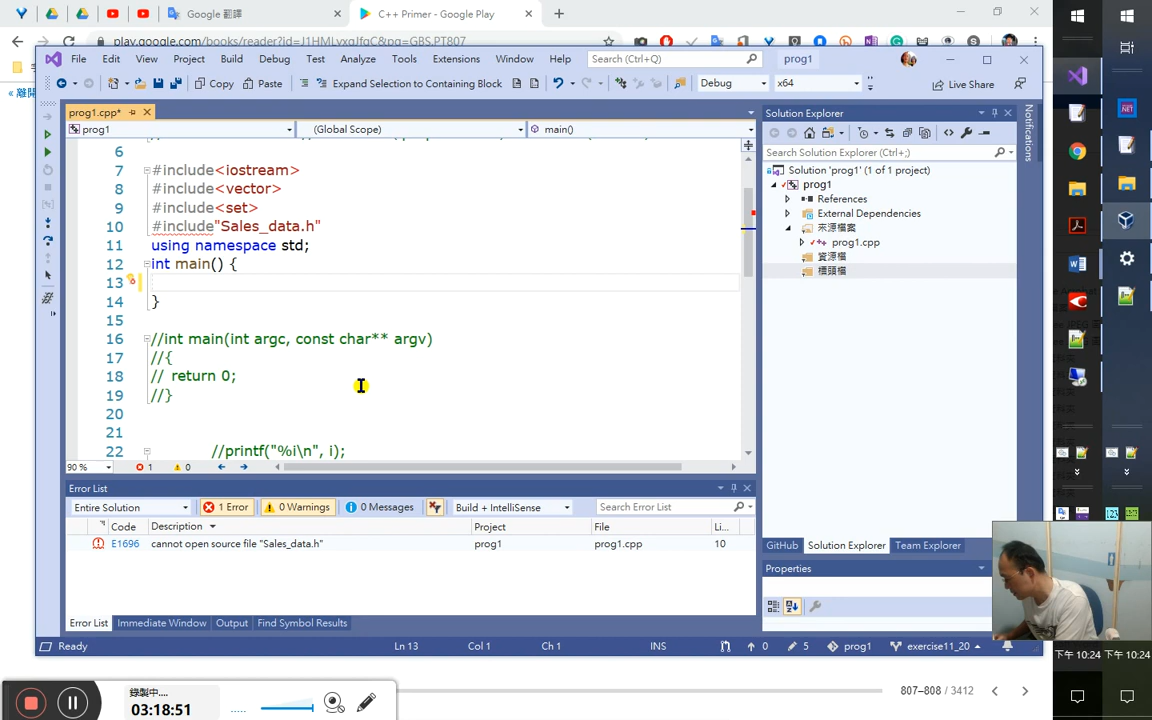 Google 翻譯
C++ Primer - Google Play
play.google.com/books/reader?id=J1HMLyxqJfgC&pg=GBS.PT807
File Edit View Project Build Debug Test Analyze Tools Extensions Window Help Search (Ctrl+Q) prog1
Copy Paste Expand Selection to Containing Block Debug x64 Live Share
prog1.cpp*
prog1 (Global Scope) main()
6
7 #include<iostream>
8 #include<vector>
9 #include<set>
10 #include"Sales_data.h"
11 using namespace std;
12 int main() {
13
14 }
15
16 //int main(int argc, const char** argv)
17 //{
18 // return 0;
19 //}
20
21
22 //printf("%i\n", i);
90 % 1 0
Solution Explorer
Search Solution Explorer (Ctrl+;)
Solution 'prog1' (1 of 1 project)
prog1
References
External Dependencies
來源檔案
prog1.cpp
資源檔
標頭檔
Notifications
GitHub Solution Explorer Team Explorer
Properties
Error List
Entire Solution 1 Error 0 Warnings 0 Messages Build + IntelliSense Search Error List
Code Description Project File Li...
E1696 cannot open source file "Sales_data.h" prog1 prog1.cpp 10
Error List Immediate Window Output Find Symbol Results
Ready Ln 13 Col 1 Ch 1 INS 0 5 prog1 exercise11_20
下午 10:24 下午 10:24
錄製中....
03:18:51
807–808 / 3412